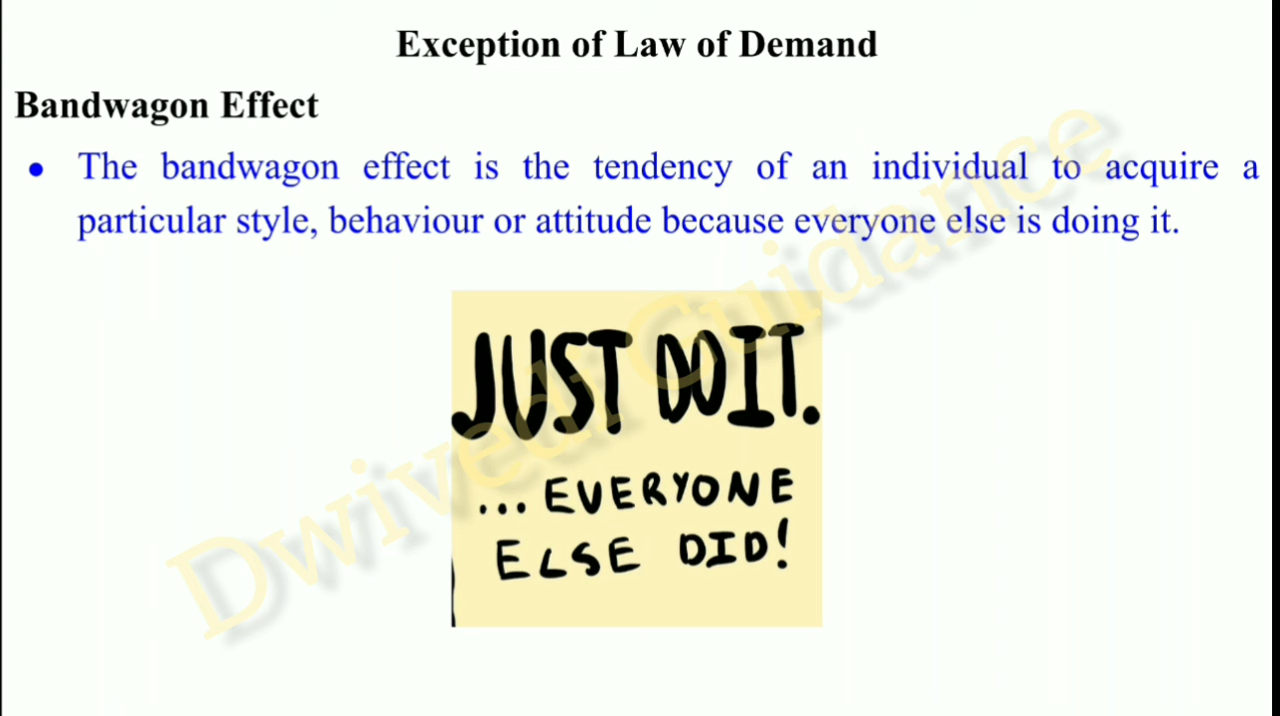 Exception of Law of Demand
Bandwagon Effect
• The bandwagon effect is the tendency of an individual to acquire a
particular style, behaviour or attitude because everyone else is doing it.
JUST DO IT.
... EVERYONE
ELSE DID!
Dwivedi Guidance